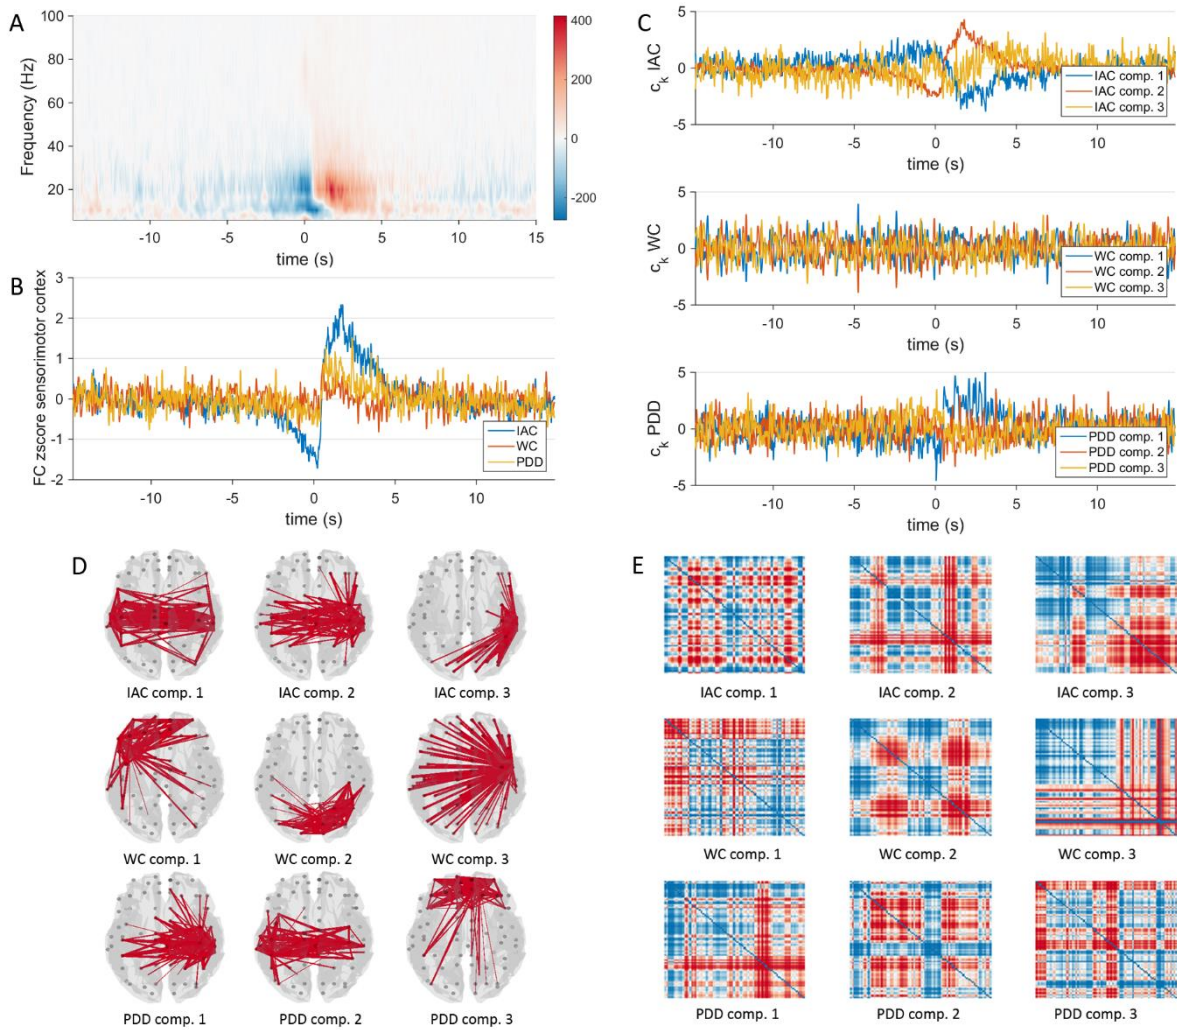 A
Frequency (Hz)
100
80
60
40
20
-10
-5
0
5
10
15
time (s)
400
200
0
-200
B
FC zscore sensorimotor cortex
3
2
1
0
-1
-2
IAC
WC
PDD
-10
-5
0
5
10
time (s)
C
c_k IAC
5
0
-5
IAC comp. 1
IAC comp. 2
IAC comp. 3
-10
-5
0
5
10
time (s)
c_k WC
5
0
-5
WC comp. 1
WC comp. 2
WC comp. 3
-10
-5
0
5
10
time (s)
c_k PDD
5
0
-5
PDD comp. 1
PDD comp. 2
PDD comp. 3
-10
-5
0
5
10
time (s)
D
IAC comp. 1 IAC comp. 2 IAC comp. 3
WC comp. 1 WC comp. 2 WC comp. 3
PDD comp. 1 PDD comp. 2 PDD comp. 3
E
IAC comp. 1 IAC comp. 2 IAC comp. 3
WC comp. 1 WC comp. 2 WC comp. 3
PDD comp. 1 PDD comp. 2 PDD comp. 3